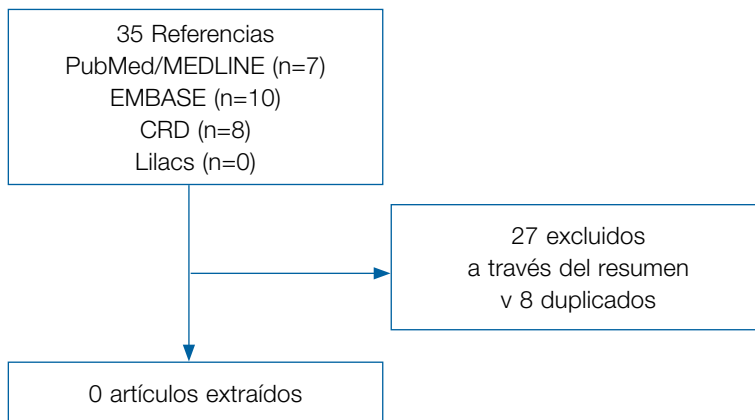 35 Referencias
PubMed/MEDLINE (n=7)
EMBASE (n=10)
CRD (n=8)
Lilacs (n=0)
27 excluidos
a través del resumen
v 8 duplicados
0 artículos extraídos